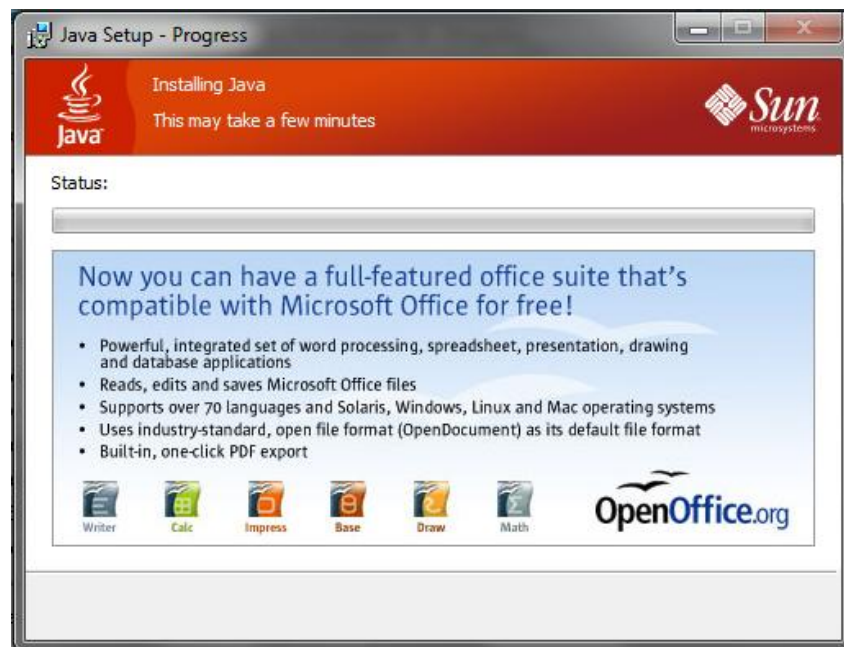 Java Setup - Progress
Installing Java
This may take a few minutes
Java
Sun
microsystems
Status:
Now you can have a full-featured office suite that's
compatible with Microsoft Office for free!
• Powerful, integrated set of word processing, spreadsheet, presentation, drawing
and database applications
• Reads, edits and saves Microsoft Office files
• Supports over 70 languages and Solaris, Windows, Linux and Mac operating systems
• Uses industry-standard, open file format (OpenDocument) as its default file format
• Built-in, one-click PDF export
Writer Calc Impress Base Draw Math
OpenOffice.org